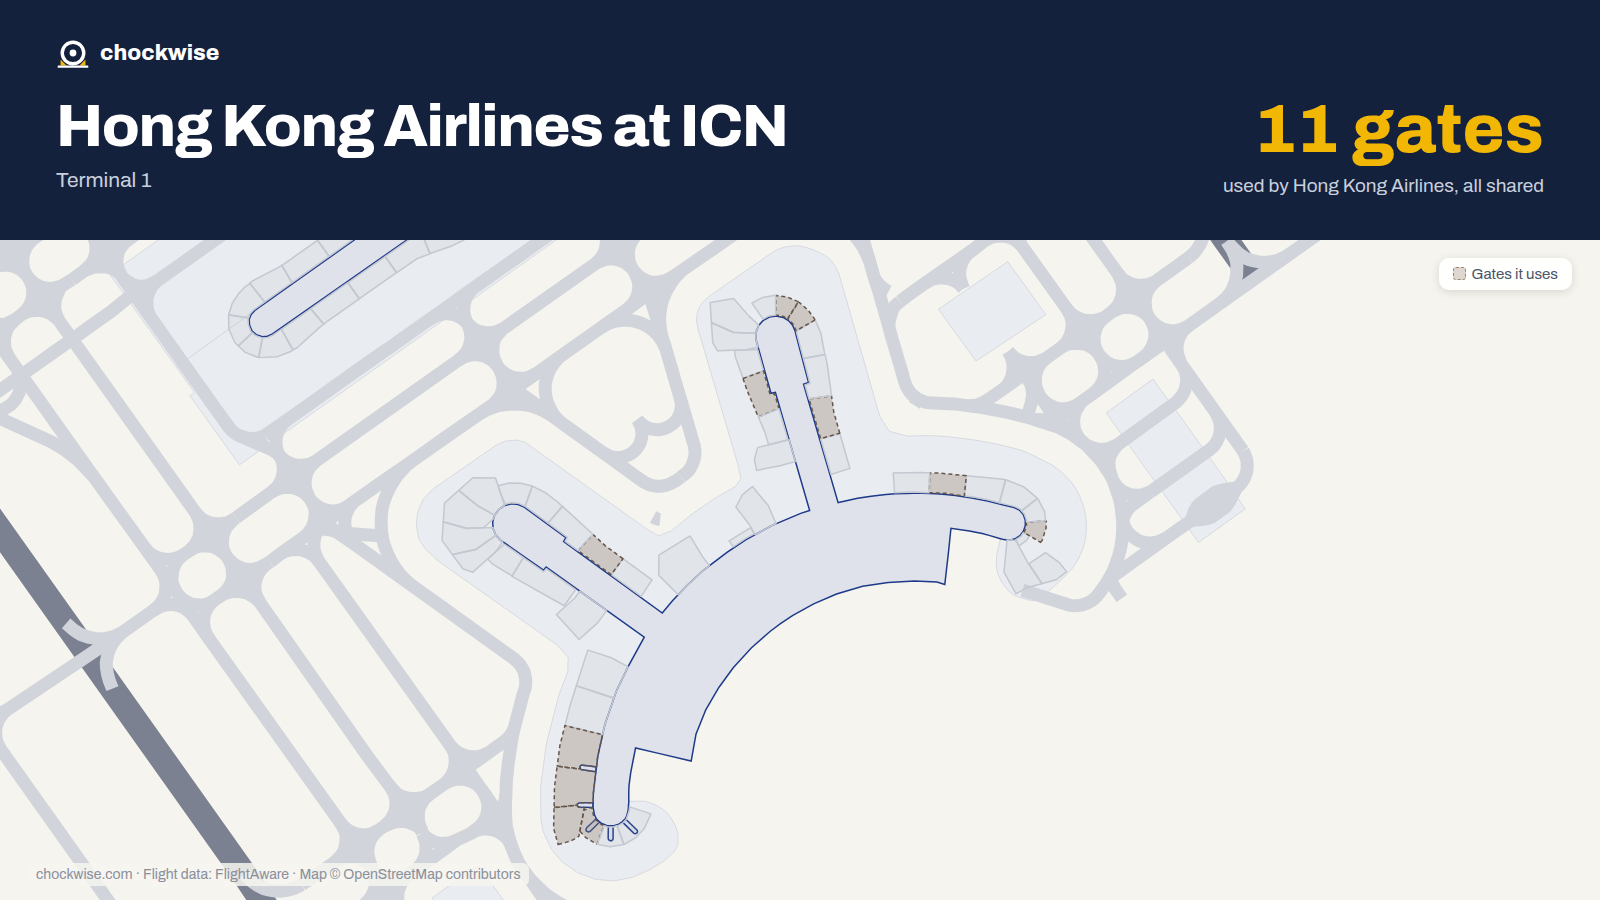 chockwise
Hong Kong Airlines at ICN
Terminal 1
11 gates
used by Hong Kong Airlines, all shared
Gates it uses
chockwise.com · Flight data: FlightAware · Map © OpenStreetMap contributors